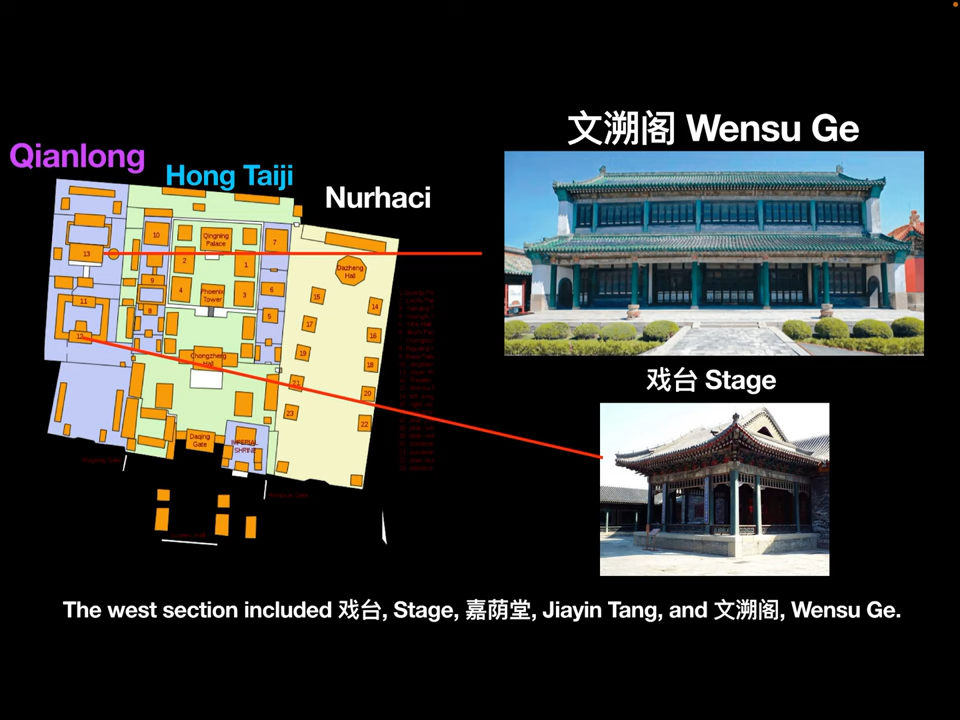 文溯阁 Wensu Ge
Qianlong
Hong Taiji
Nurhaci
戏台 Stage
Qingning
Palace
Dazheng
Hall
Phoenix
Tower
Chongzheng
Hall
Daqing
Gate
IMPERIAL
SHRINE
10
7
13
2
1
9
4
3
6
15
14
11
8
5
17
16
12
19
18
21
20
23
22
The west section included 戏台, Stage, 嘉荫堂, Jiayin Tang, and 文溯阁, Wensu Ge.